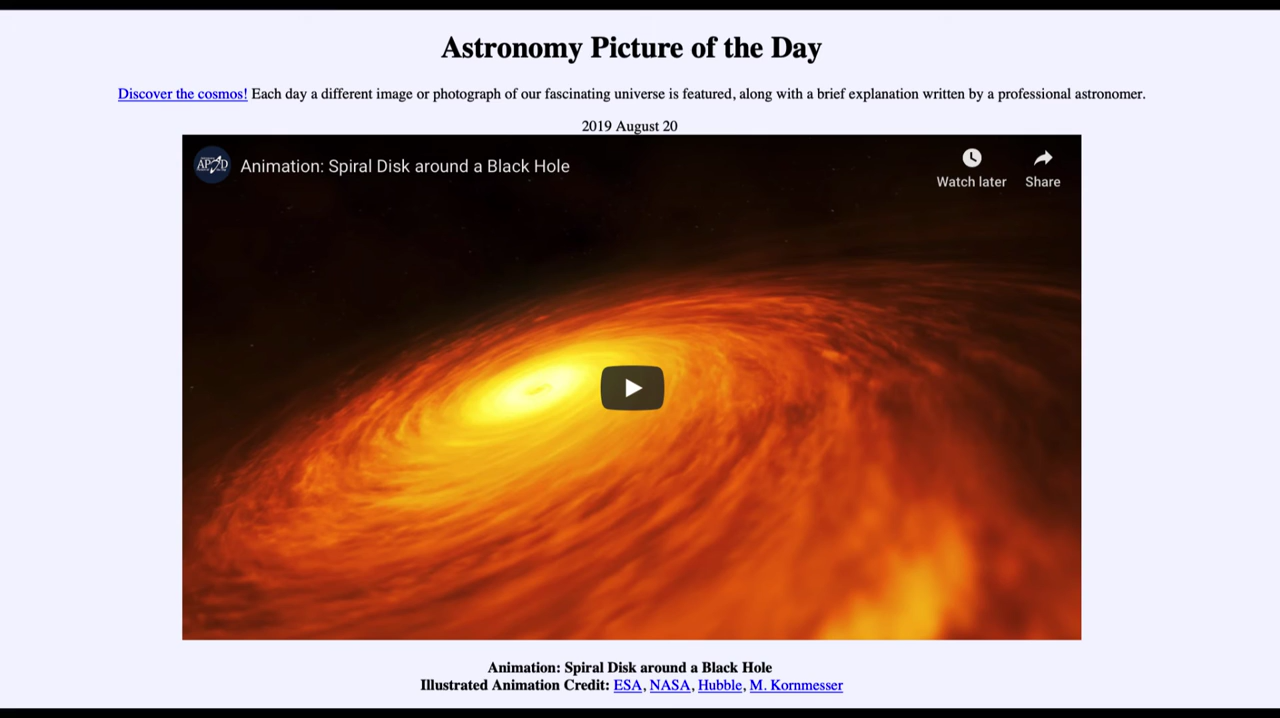 Astronomy Picture of the Day
Discover the cosmos! Each day a different image or photograph of our fascinating universe is featured, along with a brief explanation written by a professional astronomer.
2019 August 20
APOD Animation: Spiral Disk around a Black Hole
Watch later Share
Animation: Spiral Disk around a Black Hole
Illustrated Animation Credit: ESA, NASA, Hubble, M. Kornmesser